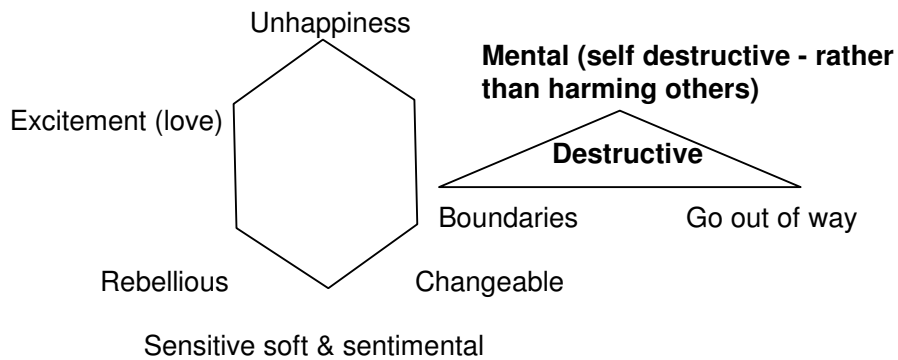 Unhappiness
Mental (self destructive - rather
than harming others)
Excitement (love)
Destructive
Boundaries
Go out of way
Rebellious
Changeable
Sensitive soft & sentimental